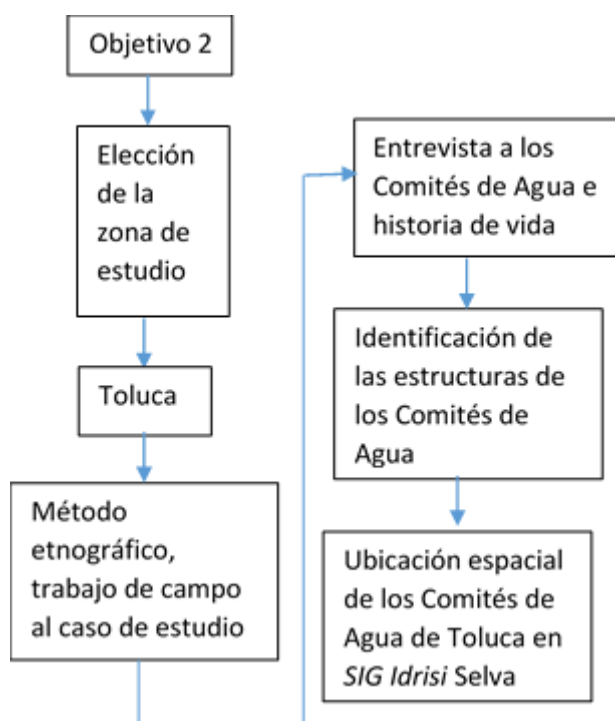 Objetivo 2
Elección
de la
zona de
estudio
Toluca
Método
etnográfico,
trabajo de campo
al caso de estudio
Entrevista a los
Comités de Agua e
historia de vida
Identificación de
las estructuras de
los Comités de
Agua
Ubicación espacial
de los Comités de
Agua de Toluca en
SIG Idrisi Selva